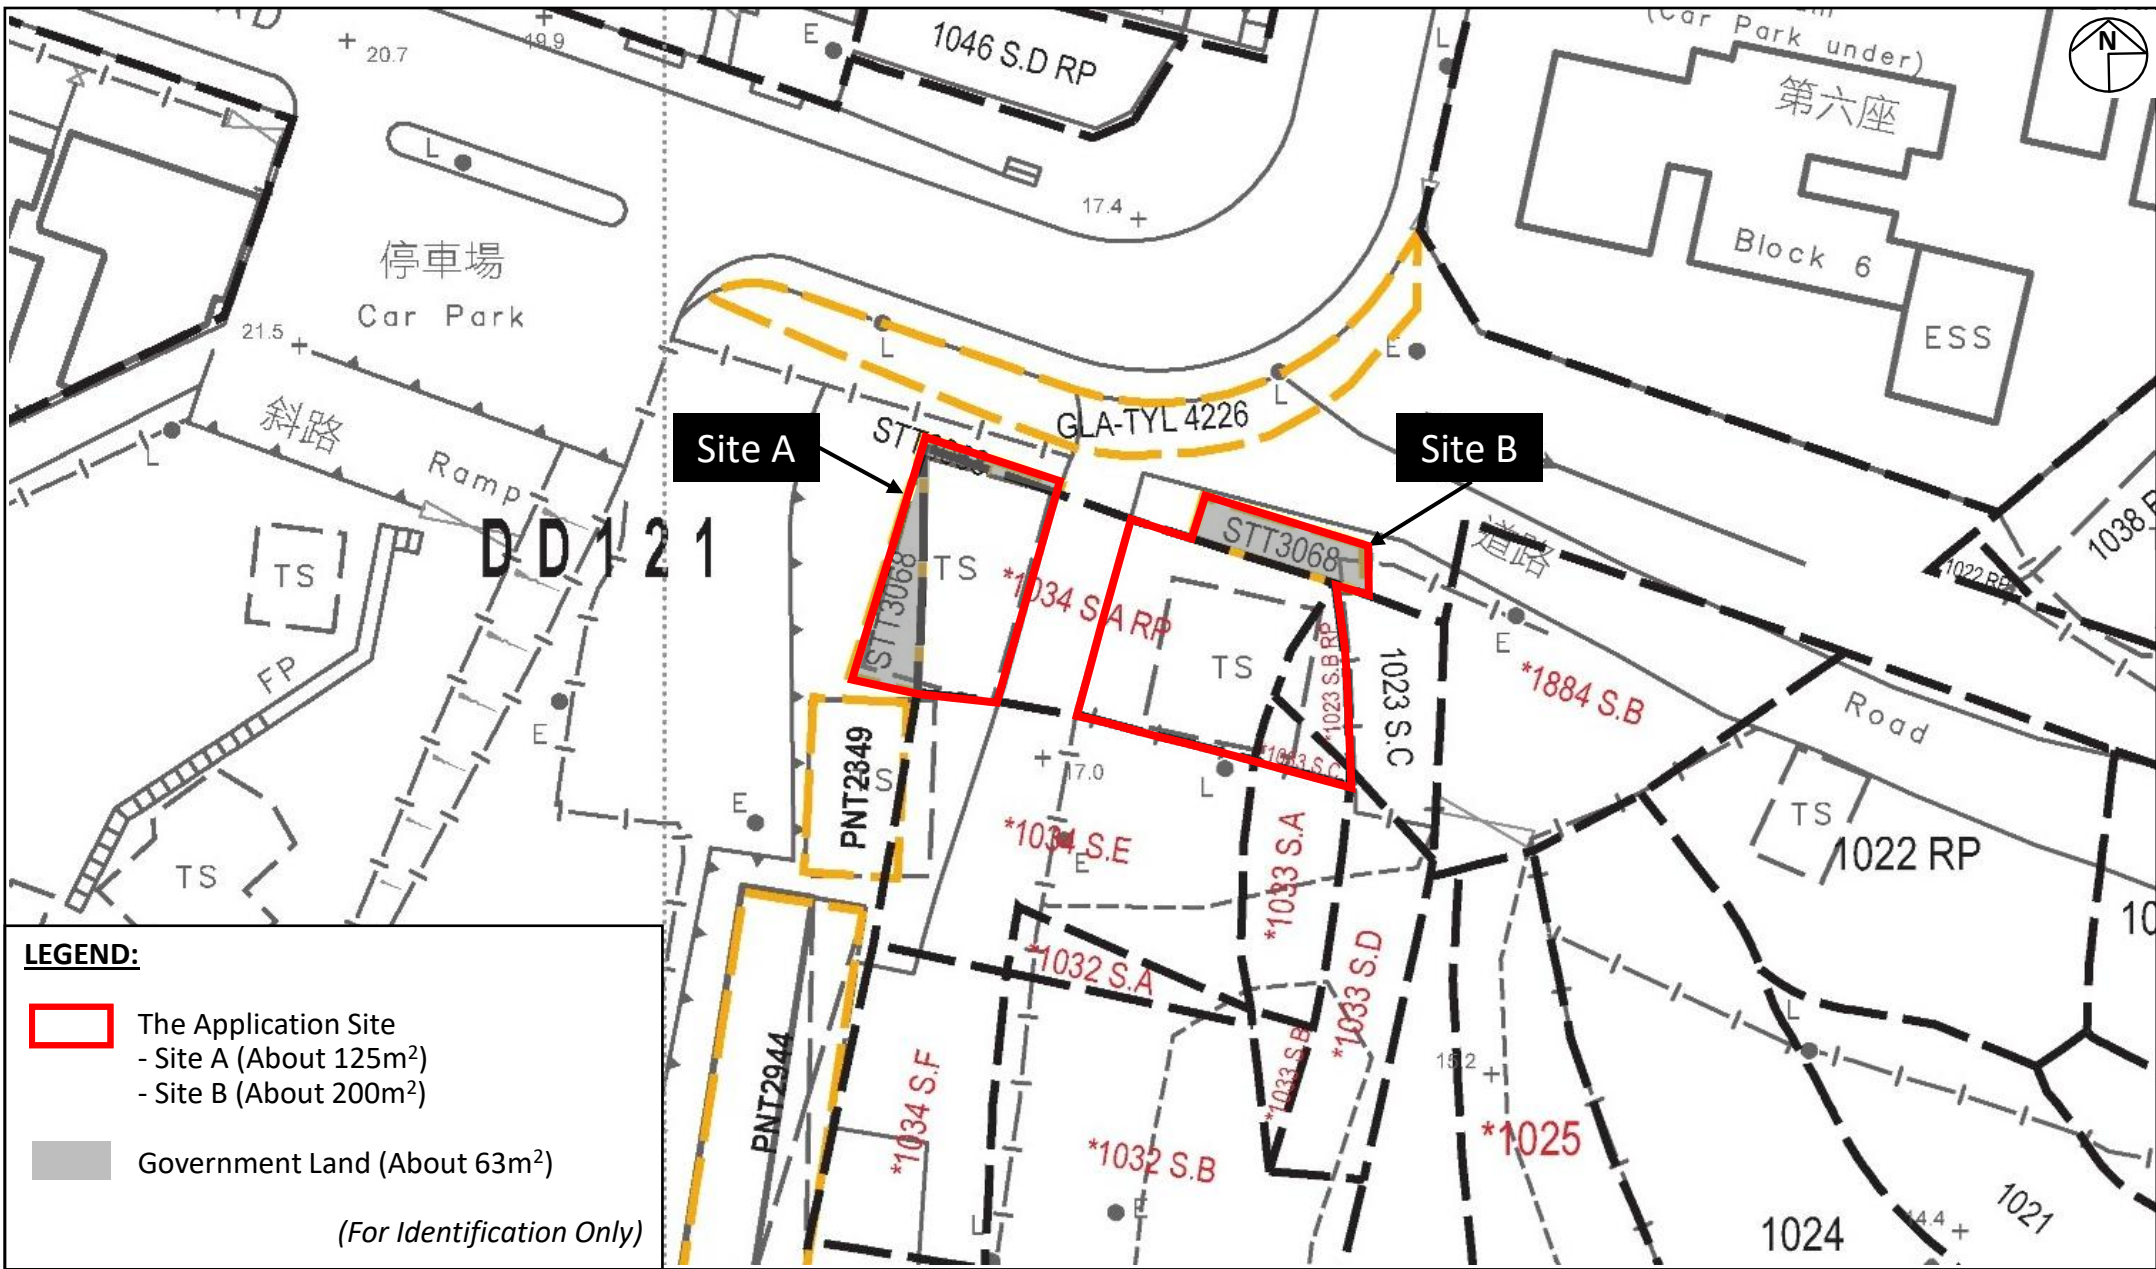 20.7
19.9
E
1046 S.D RP
L
(Car Park under)
N
第六座
L
17.4
Block 6
停車場
Car Park
21.5
ESS
L
E
L
GLA-TYL 4226
斜路
Ramp
L
Site A
Site B
1038
DD121
STT3068
道路
1022 RP
TS
TS
*1034 S.A RP
STT3068
TS
*1023 S.B RP
1023 S.C
E
*1884 S.B
FP
E
E
Road
PNT2349
S
17.0
L
*1033 S.C
TS
TS
E
*1034 S.E
E
*1033 S.A
1022 RP
10
*1032 S.A
*1033 S.D
L
PNT2944
*1034 S.F
*1033 S.B
15.2
*1025
*1032 S.B
E
L
1024
14.4
1021
LEGEND:
The Application Site
- Site A (About 125m²)
- Site B (About 200m²)
Government Land (About 63m²)
(For Identification Only)